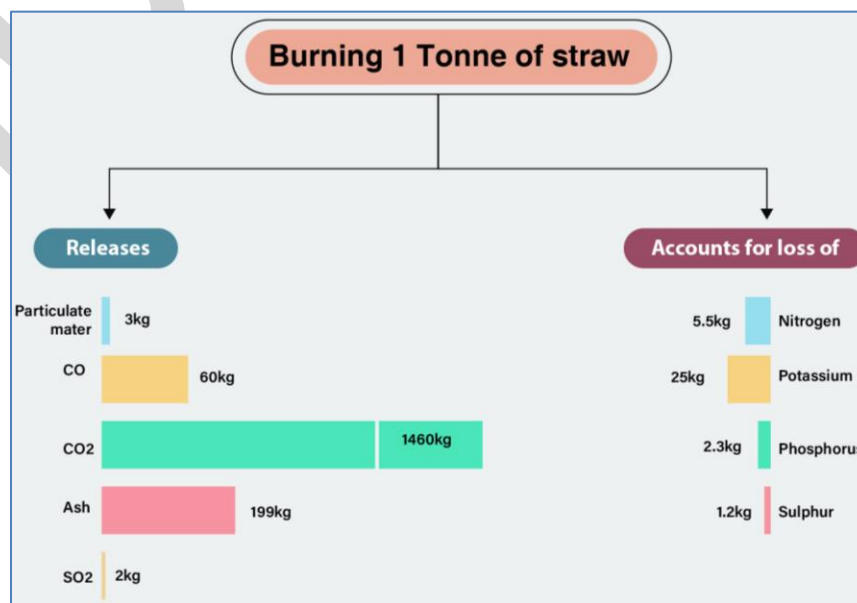 Burning 1 Tonne of straw
Releases
Particulate
mater
3kg
CO
60kg
CO2
1460kg
Ash
199kg
SO2
2kg
Accounts for loss of
5.5kg
Nitrogen
25kg
Potassium
2.3kg
Phosphorus
1.2kg
Sulphur